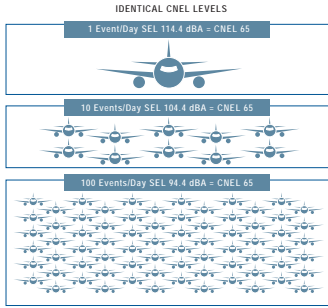 IDENTICAL CNEL LEVELS
1 Event/Day SEL 114.4 dBA = CNEL 65
10 Events/Day SEL 104.4 dBA = CNEL 65
100 Events/Day SEL 94.4 dBA = CNEL 65